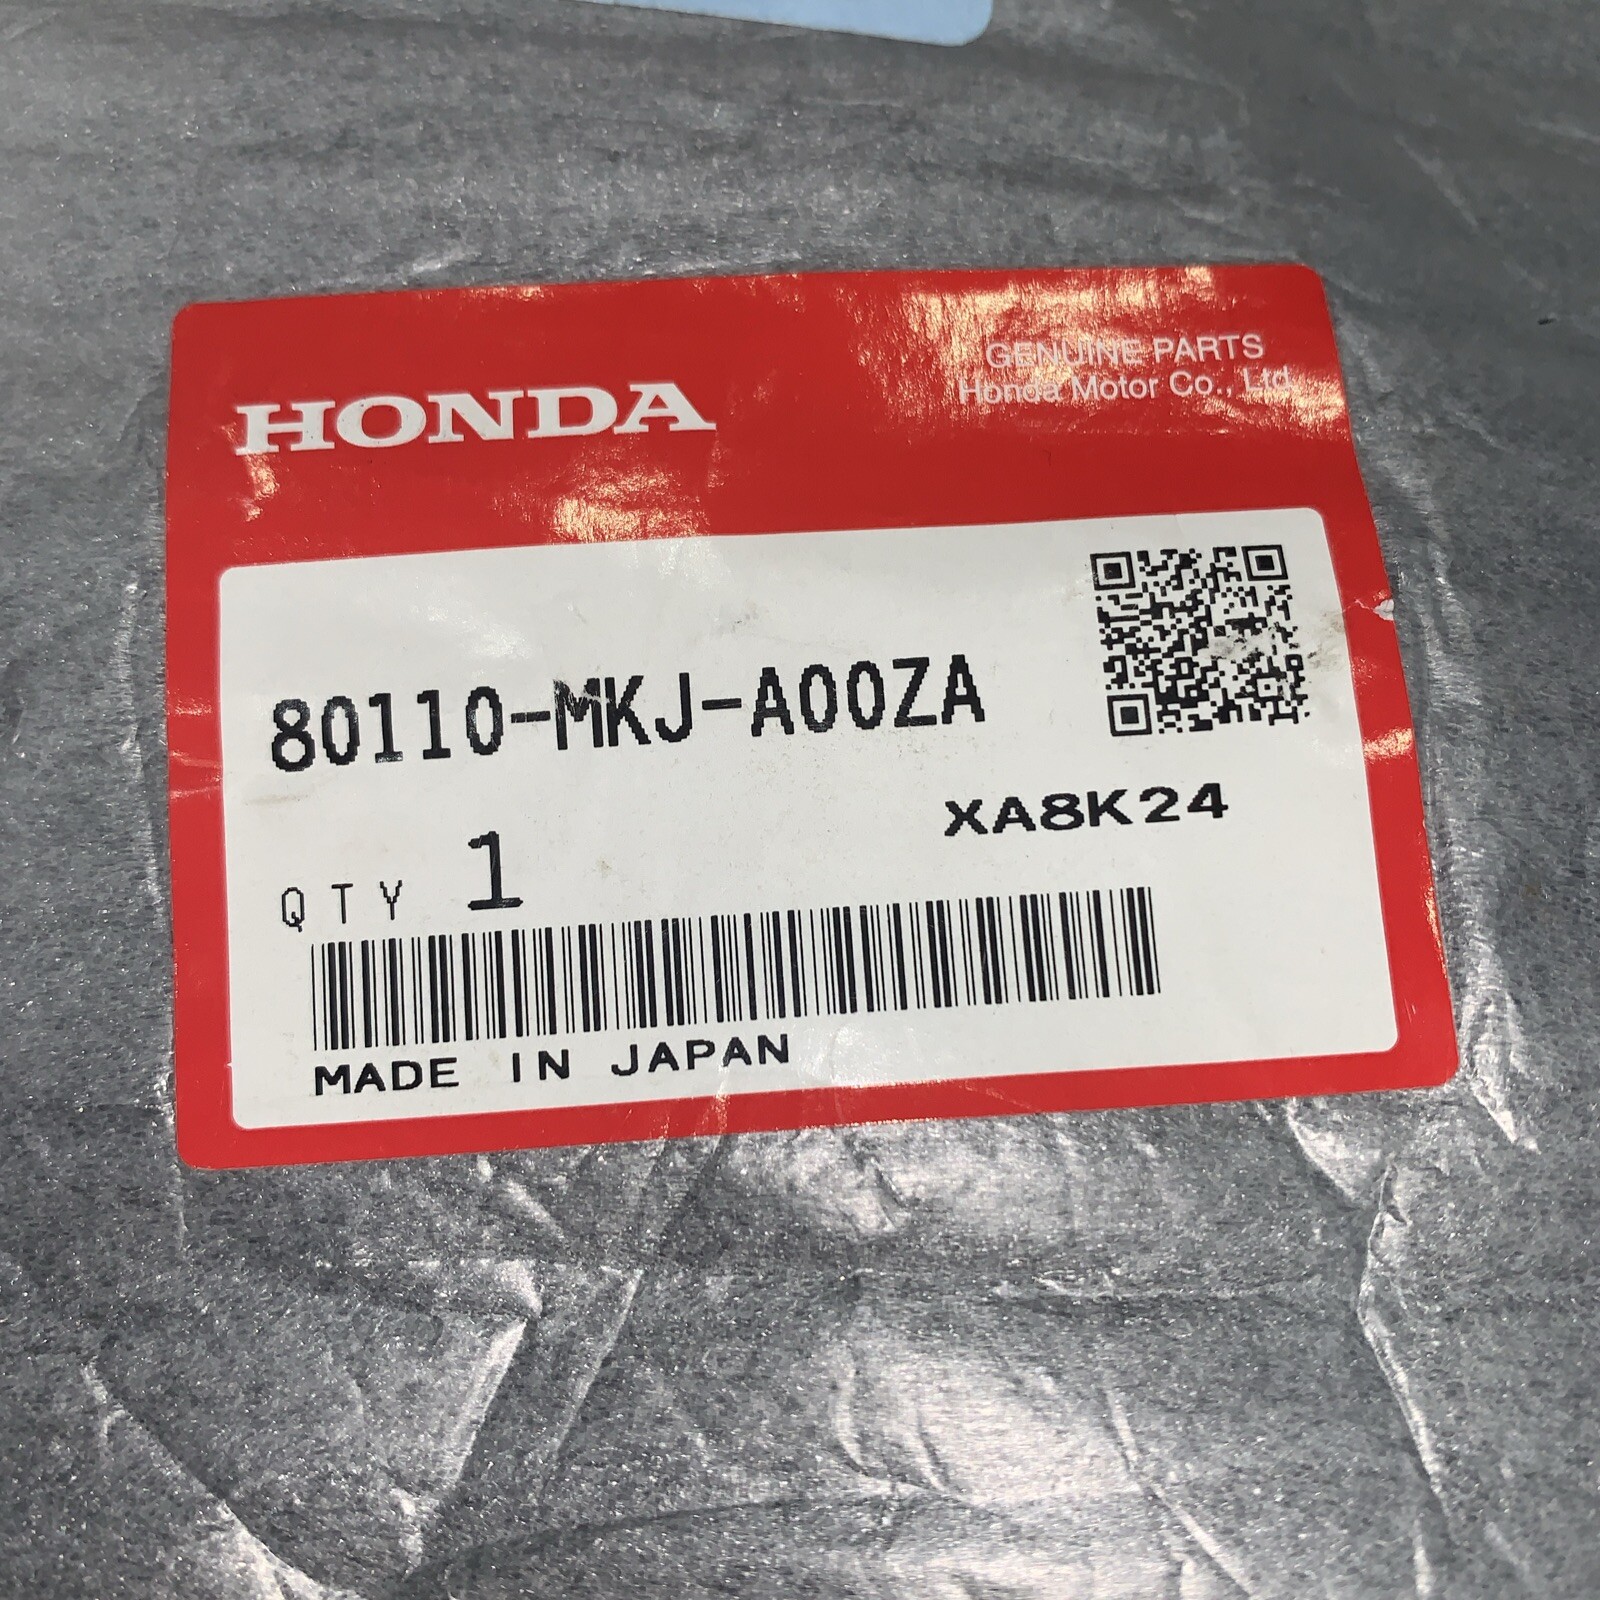 HONDA
GENUINE PARTS
Honda Motor Co., Ltd.
80110-MKJ-A00ZA
XA8K24
QTY 1
MADE IN JAPAN